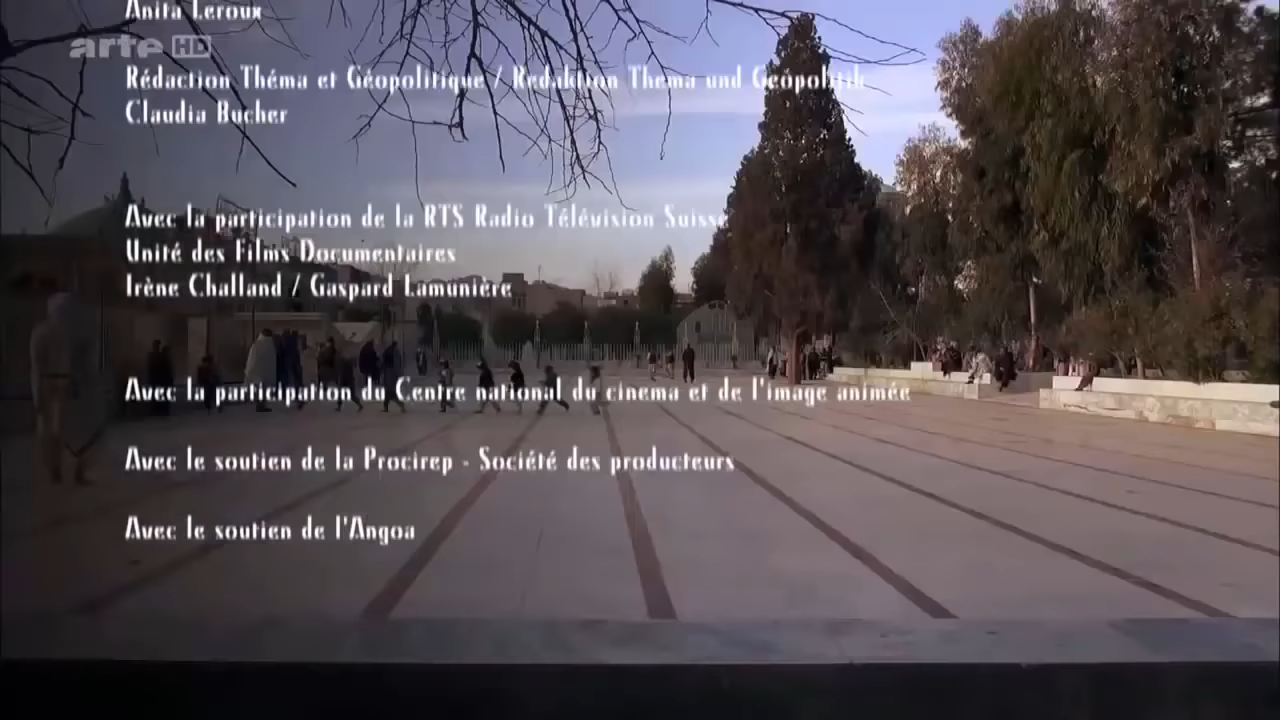 Anita Leroux
arte HD
Rédaction Théma et Géopolitique / Redaktion Thema und Geopolitik
Claudia Bucher
Avec la participation de la RTS Radio Télévision Suisse
Unité des Films Documentaires
Irène Challand / Gaspard Lamunière
Avec la participation du Centre national du cinema et de l'image animée
Avec le soutien de la Procirep - Société des producteurs
Avec le soutien de l'Angoa